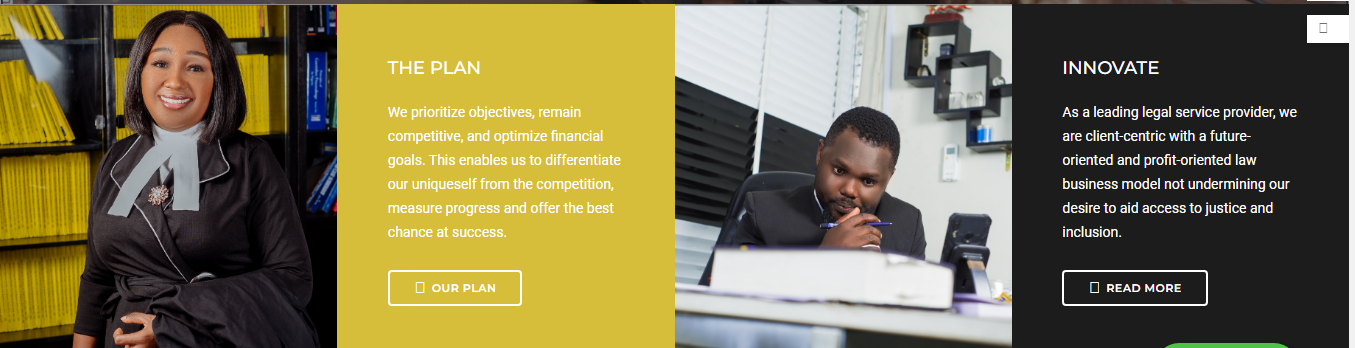 THE PLAN
We prioritize objectives, remain
competitive, and optimize financial
goals. This enables us to differentiate
our uniqueself from the competition,
measure progress and offer the best
chance at success.
OUR PLAN
INNOVATE
As a leading legal service provider, we
are client-centric with a future-
oriented and profit-oriented law
business model not undermining our
desire to aid access to justice and
inclusion.
READ MORE